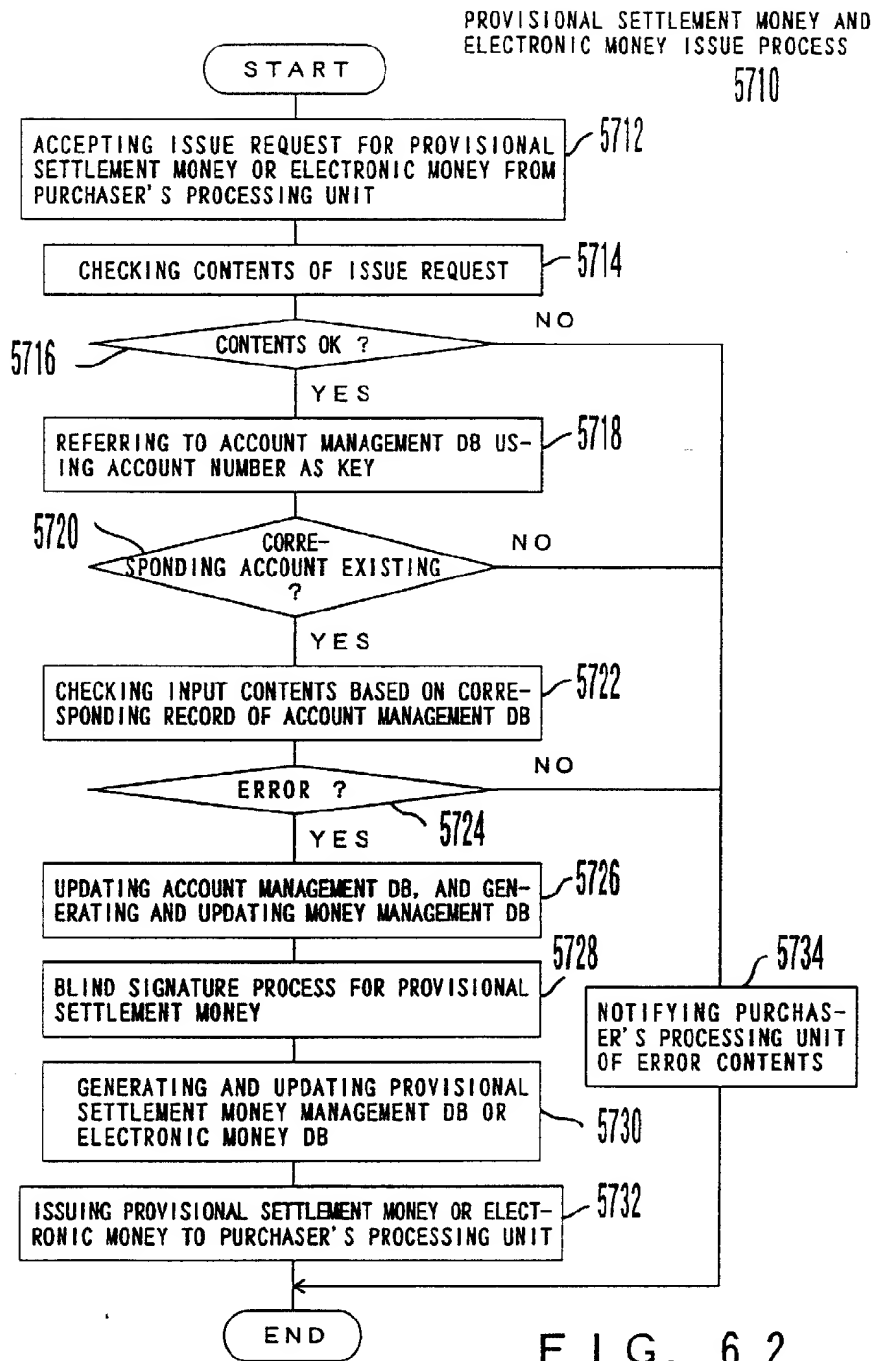 PROVISIONAL SETTLEMENT MONEY AND
ELECTRONIC MONEY ISSUE PROCESS
5710
START
ACCEPTING ISSUE REQUEST FOR PROVISIONAL
SETTLEMENT MONEY OR ELECTRONIC MONEY FROM
PURCHASER'S PROCESSING UNIT
5712
CHECKING CONTENTS OF ISSUE REQUEST
5714
CONTENTS OK ?
NO
5716
YES
REFERRING TO ACCOUNT MANAGEMENT DB US-
ING ACCOUNT NUMBER AS KEY
5718
5720
CORRE-
SPONDING ACCOUNT EXISTING
?
NO
YES
CHECKING INPUT CONTENTS BASED ON CORRE-
SPONDING RECORD OF ACCOUNT MANAGEMENT DB
5722
ERROR ?
NO
5724
YES
UPDATING ACCOUNT MANAGEMENT DB, AND GEN-
ERATING AND UPDATING MONEY MANAGEMENT DB
5726
BLIND SIGNATURE PROCESS FOR PROVISIONAL
SETTLEMENT MONEY
5728
5734
NOTIFYING PURCHAS-
ER'S PROCESSING UNIT
OF ERROR CONTENTS
GENERATING AND UPDATING PROVISIONAL
SETTLEMENT MONEY MANAGEMENT DB OR
ELECTRONIC MONEY DB
5730
ISSUING PROVISIONAL SETTLEMENT MONEY OR ELECT-
RONIC MONEY TO PURCHASER'S PROCESSING UNIT
5732
END
FIG. 62